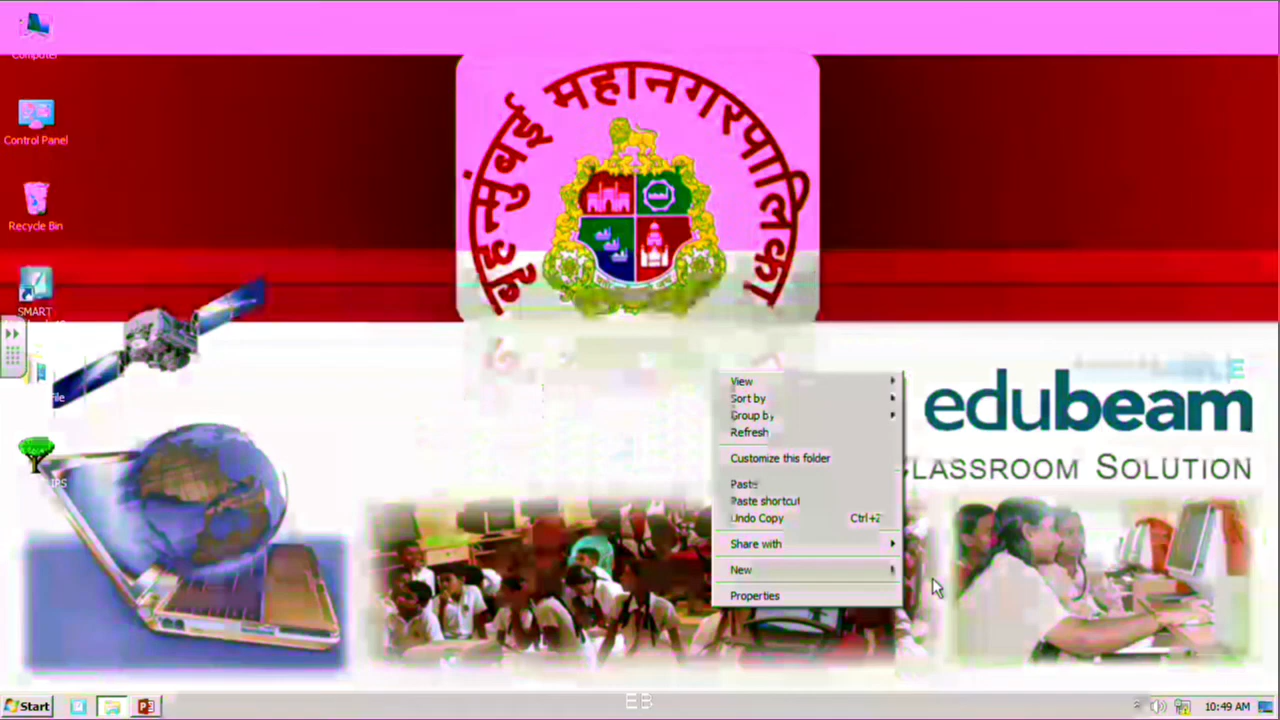 Computer
Control Panel
Recycle Bin
SMART
बृहन्मुंबई महानगरपालिका
View
Sort by
Group by
Refresh
Customize this folder
Paste
Paste shortcut
Undo Copy Ctrl+Z
Share with
New
Properties
edubeam
CLASSROOM SOLUTION
Start
EB
10:49 AM